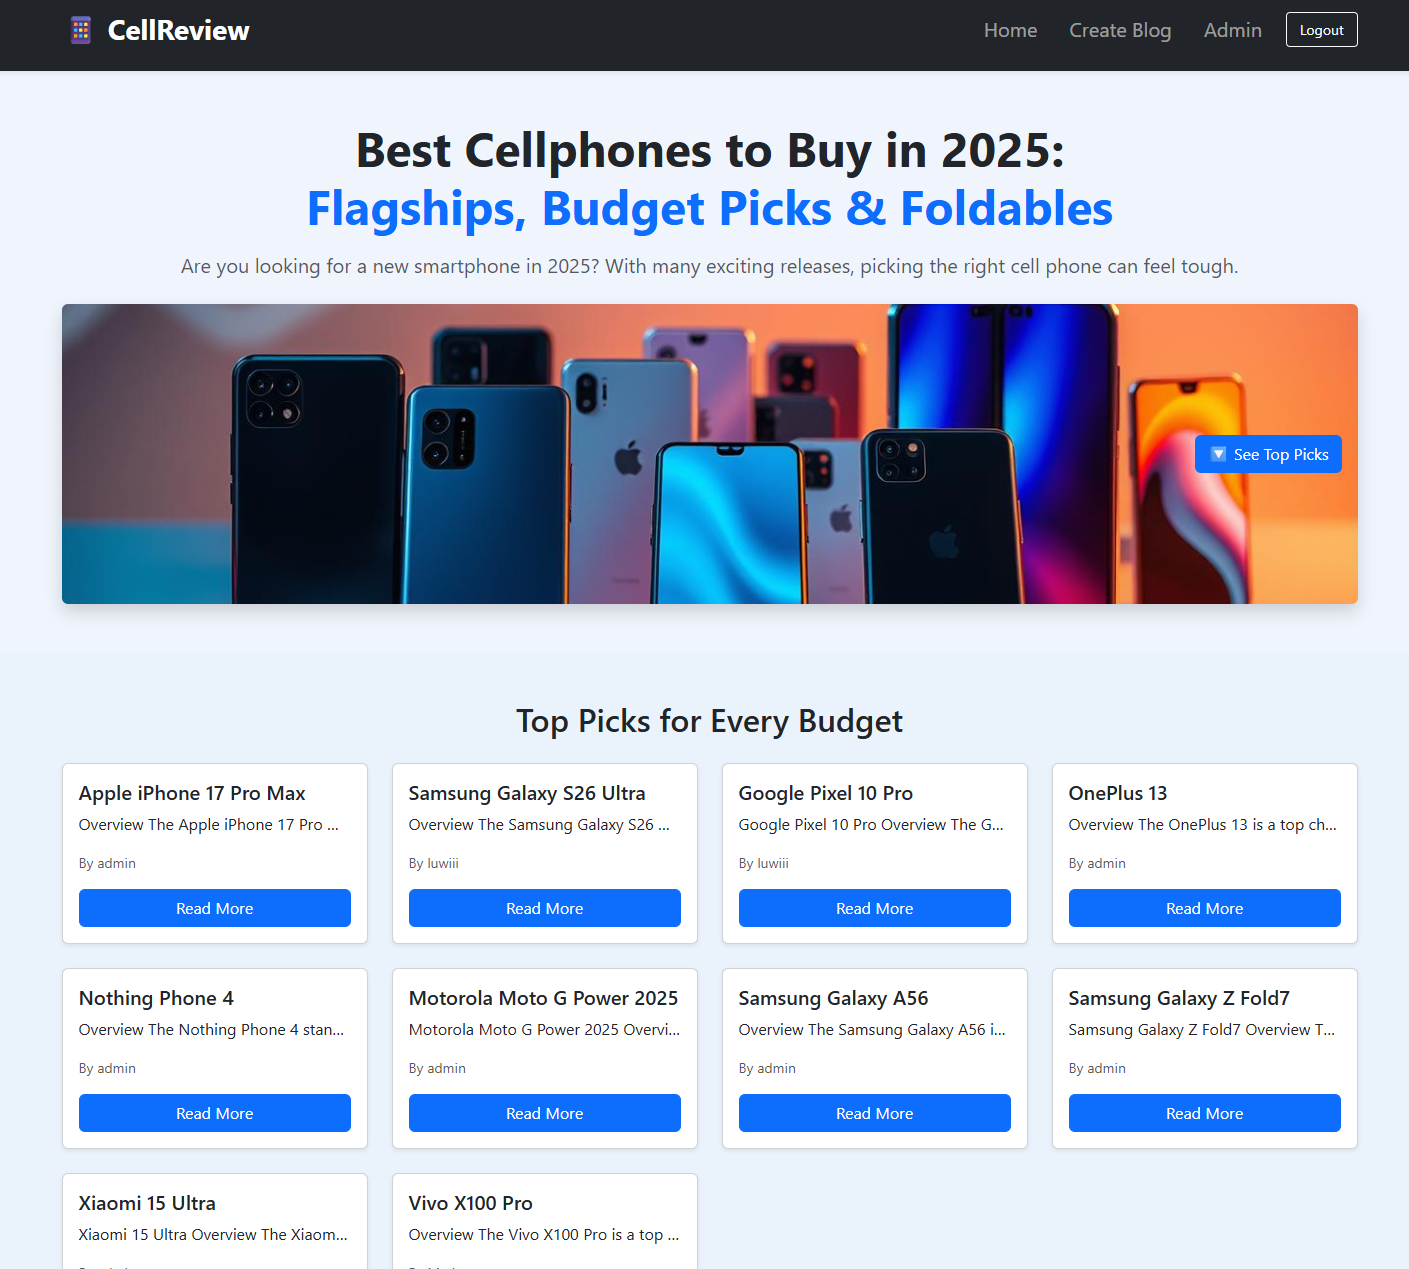 CellReview
Home
Create Blog
Admin
Logout
Best Cellphones to Buy in 2025:
Flagships, Budget Picks & Foldables
Are you looking for a new smartphone in 2025? With many exciting releases, picking the right cell phone can feel tough.
See Top Picks
Top Picks for Every Budget
Apple iPhone 17 Pro Max
Overview The Apple iPhone 17 Pro ...
By admin
Read More
Samsung Galaxy S26 Ultra
Overview The Samsung Galaxy S26 ...
By luwiii
Read More
Google Pixel 10 Pro
Google Pixel 10 Pro Overview The G...
By luwiii
Read More
OnePlus 13
Overview The OnePlus 13 is a top ch...
By admin
Read More
Nothing Phone 4
Overview The Nothing Phone 4 stan...
By admin
Read More
Motorola Moto G Power 2025
Motorola Moto G Power 2025 Overvi...
By admin
Read More
Samsung Galaxy A56
Overview The Samsung Galaxy A56 i...
By admin
Read More
Samsung Galaxy Z Fold7
Samsung Galaxy Z Fold7 Overview T...
By admin
Read More
Xiaomi 15 Ultra
Xiaomi 15 Ultra Overview The Xiaom...
Vivo X100 Pro
Overview The Vivo X100 Pro is a top ...